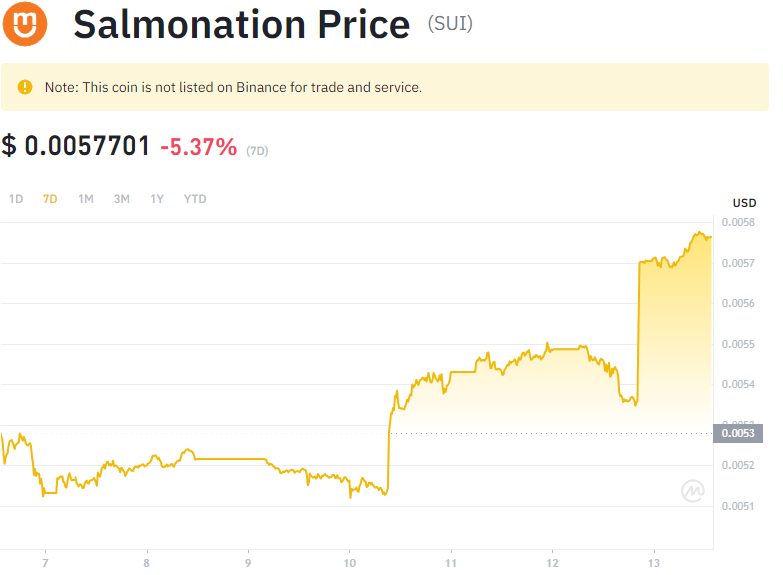 Salmonation Price (SUI)
Note: This coin is not listed on Binance for trade and service.
$ 0.0057701 -5.37% (7D)
1D 7D 1M 3M 1Y YTD
USD
0.0058
0.0057
0.0056
0.0055
0.0054
0.0053
0.0052
0.0051
7 8 9 10 11 12 13